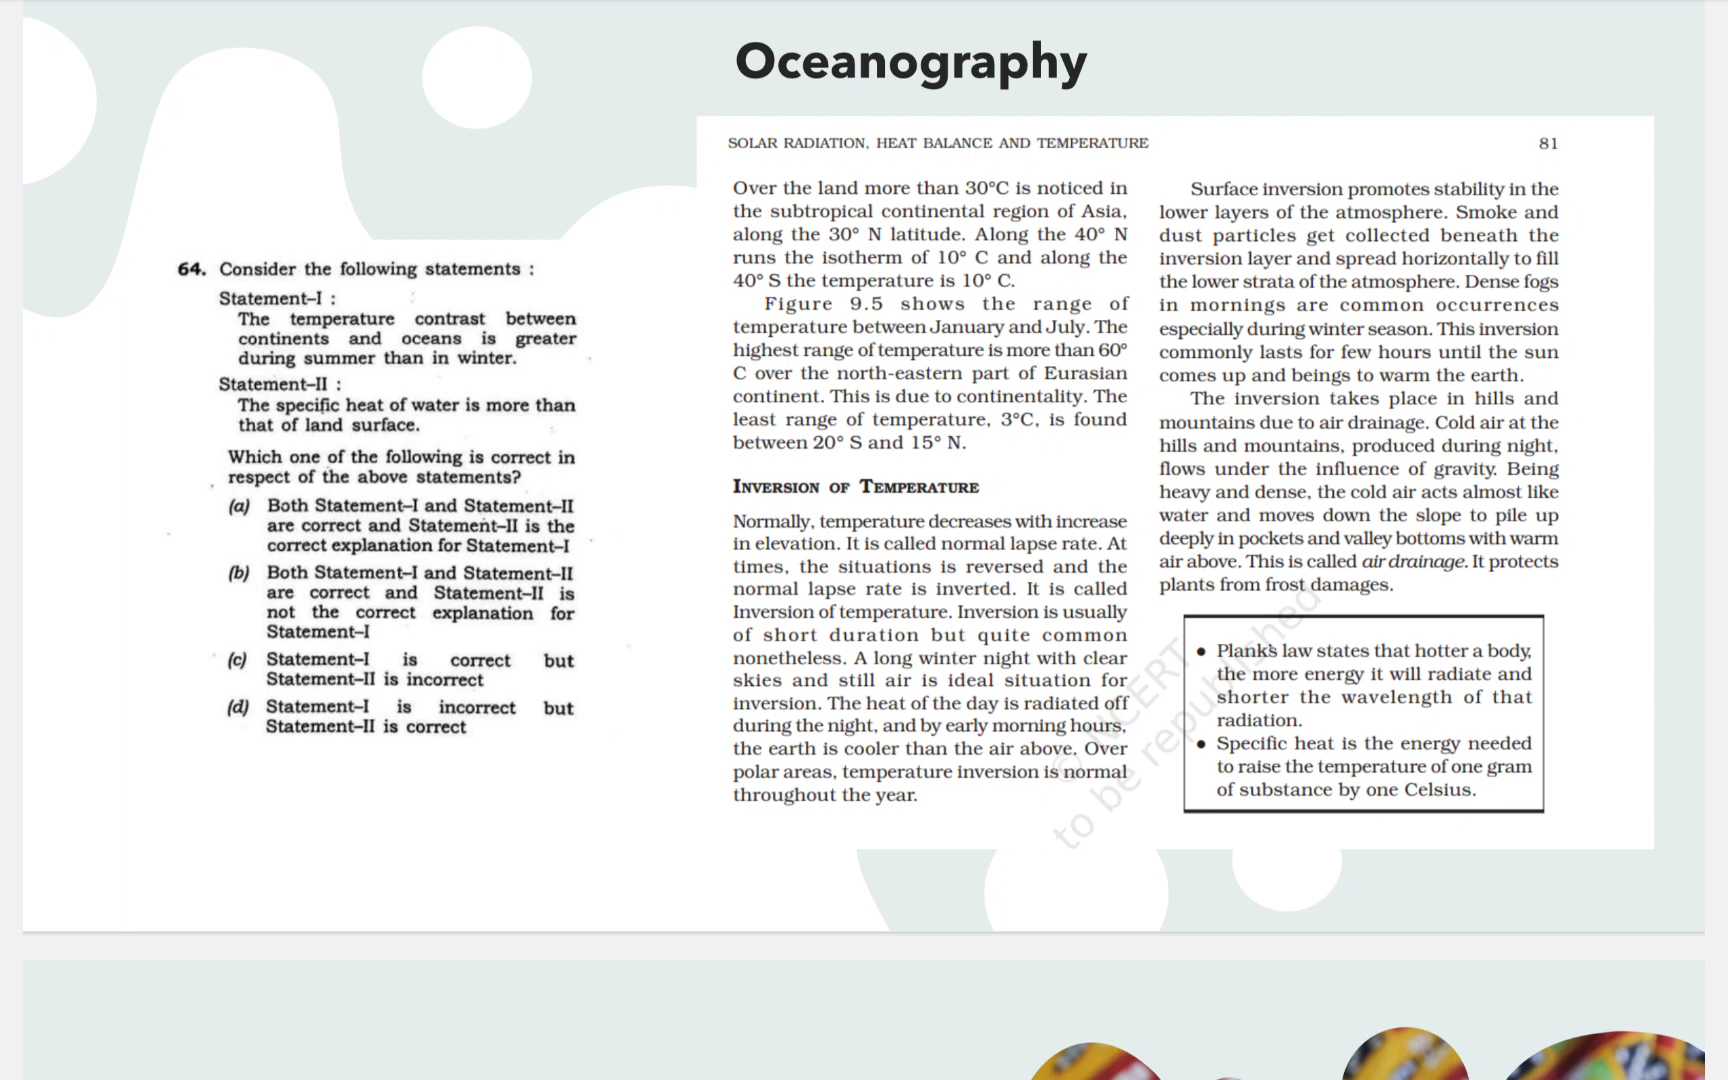 Oceanography
64. Consider the following statements :
Statement–I :
The temperature contrast between
continents and oceans is greater
during summer than in winter.
Statement–II :
The specific heat of water is more than
that of land surface.
Which one of the following is correct in
respect of the above statements?
(a) Both Statement–I and Statement–II
are correct and Statement–II is the
correct explanation for Statement–I
(b) Both Statement–I and Statement–II
are correct and Statement–II is
not the correct explanation for
Statement–I
(c) Statement–I is correct but
Statement–II is incorrect
(d) Statement–I is incorrect but
Statement–II is correct
SOLAR RADIATION, HEAT BALANCE AND TEMPERATURE 81
Over the land more than 30°C is noticed in
the subtropical continental region of Asia,
along the 30° N latitude. Along the 40° N
runs the isotherm of 10° C and along the
40° S the temperature is 10° C.
Figure 9.5 shows the range of
temperature between January and July. The
highest range of temperature is more than 60°
C over the north-eastern part of Eurasian
continent. This is due to continentality. The
least range of temperature, 3°C, is found
between 20° S and 15° N.
INVERSION OF TEMPERATURE
Normally, temperature decreases with increase
in elevation. It is called normal lapse rate. At
times, the situations is reversed and the
normal lapse rate is inverted. It is called
Inversion of temperature. Inversion is usually
of short duration but quite common
nonetheless. A long winter night with clear
skies and still air is ideal situation for
inversion. The heat of the day is radiated off
during the night, and by early morning hours,
the earth is cooler than the air above. Over
polar areas, temperature inversion is normal
throughout the year.
Surface inversion promotes stability in the
lower layers of the atmosphere. Smoke and
dust particles get collected beneath the
inversion layer and spread horizontally to fill
the lower strata of the atmosphere. Dense fogs
in mornings are common occurrences
especially during winter season. This inversion
commonly lasts for few hours until the sun
comes up and beings to warm the earth.
The inversion takes place in hills and
mountains due to air drainage. Cold air at the
hills and mountains, produced during night,
flows under the influence of gravity. Being
heavy and dense, the cold air acts almost like
water and moves down the slope to pile up
deeply in pockets and valley bottoms with warm
air above. This is called air drainage. It protects
plants from frost damages.
• Plank's law states that hotter a body,
the more energy it will radiate and
shorter the wavelength of that
radiation.
• Specific heat is the energy needed
to raise the temperature of one gram
of substance by one Celsius.
© NCERT
to be republished